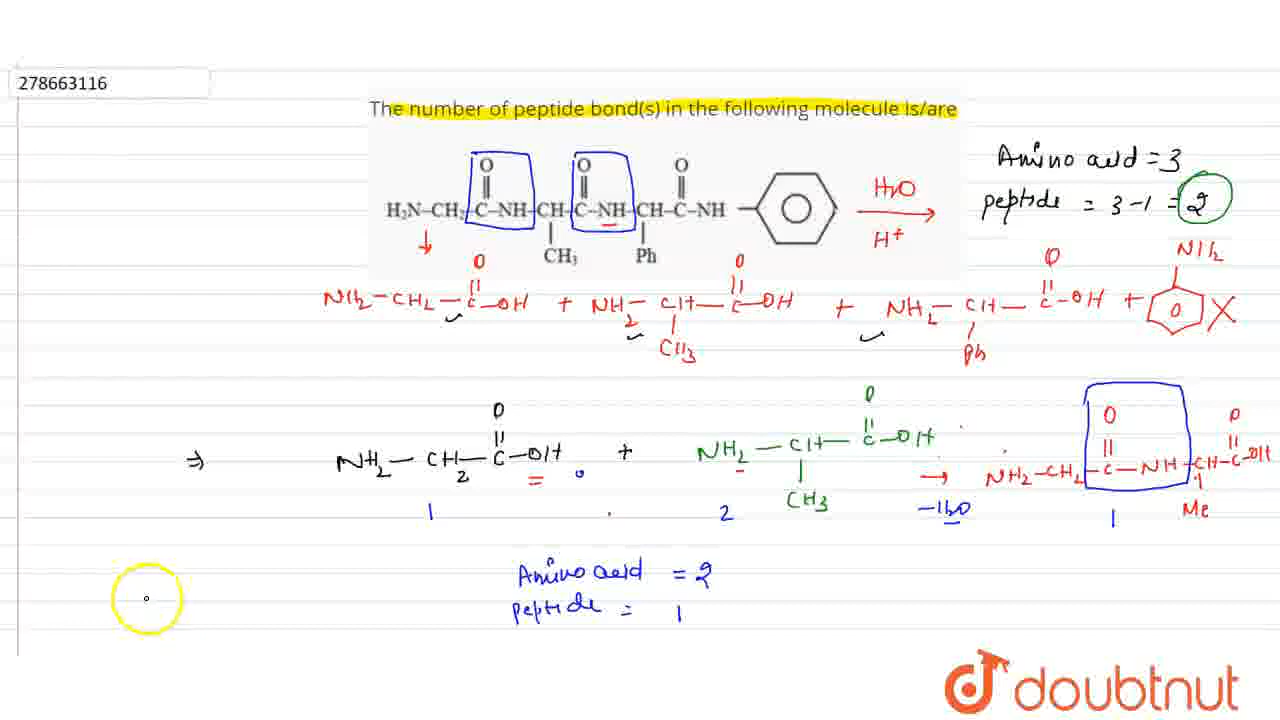 278663116
The number of peptide bond(s) in the following molecule is/are
Amino acid = 3
peptide = 3-1 = 2
O O O
H₂N–CH₂–C–NH–CH–C–NH–CH–C–NH
CH₃ Ph
H₂O
H⁺
O O O NH₂
NH₂–CH₂–C–OH + NH₂–CH–C–OH + NH₂–CH–C–OH + O X
CH3 Ph
O O O O
⇒ NH₂–CH₂–C–OH + NH₂–CH–C–OH → NH₂–CH₂–C–NH–CH–C–OH
CH3 –H₂O Me
1 2 1
Amino acid = 2
peptide = 1
doubtnut